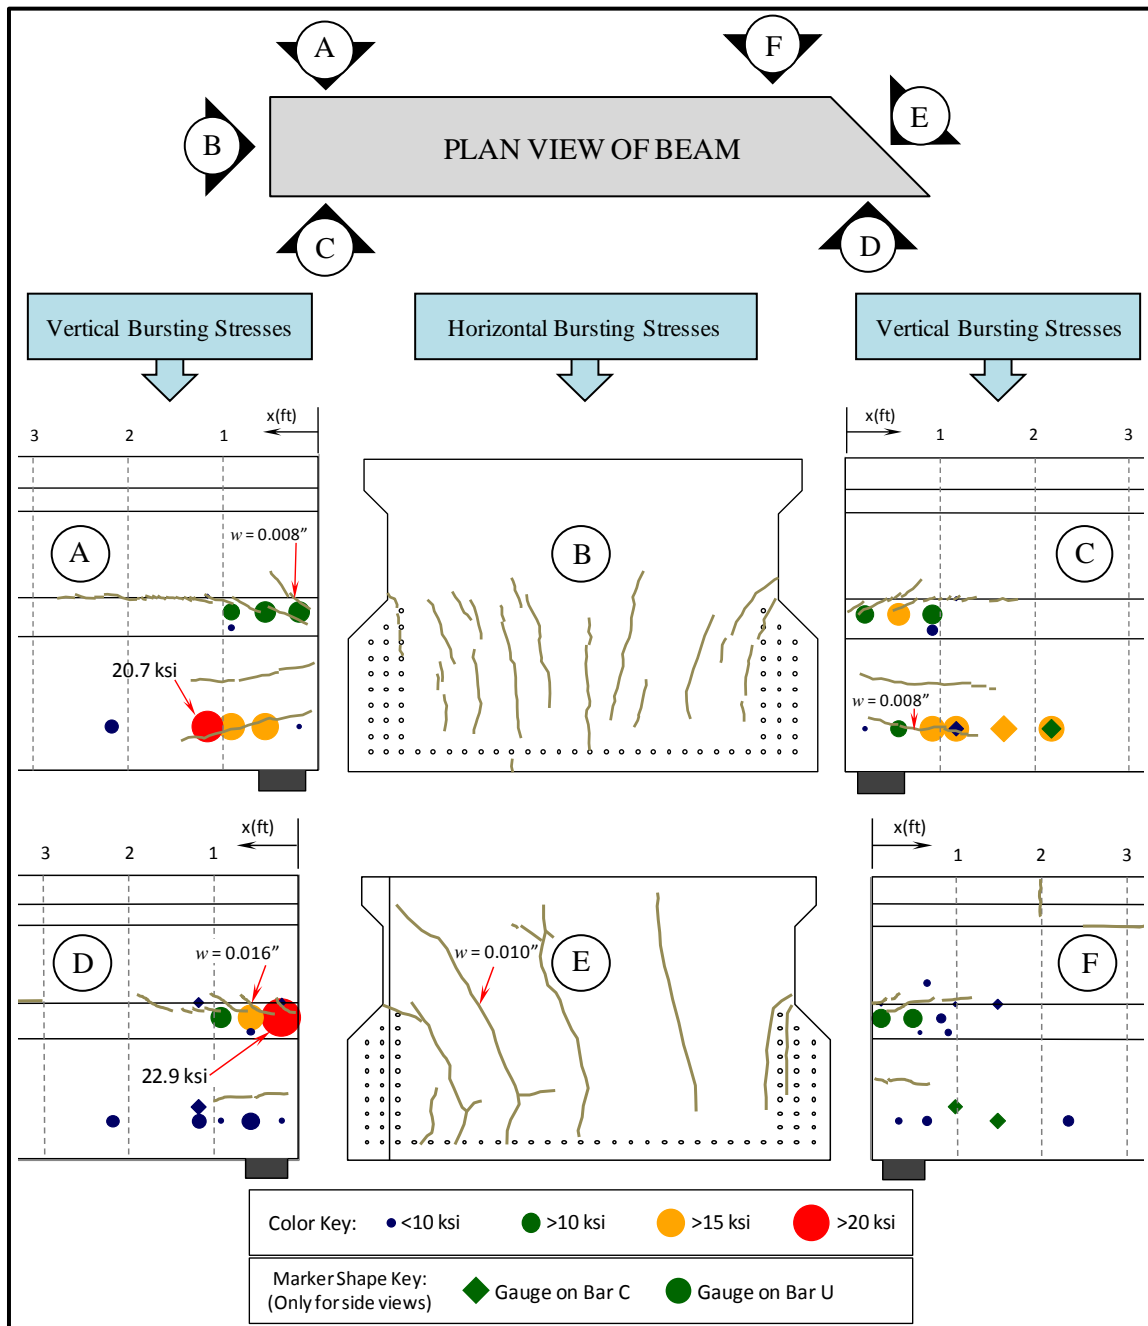 A
F
B
E
PLAN VIEW OF BEAM
C
D
Vertical Bursting Stresses
Horizontal Bursting Stresses
Vertical Bursting Stresses
x(ft)
3 2 1
x(ft)
1 2 3
A
w = 0.008”
B
C
20.7 ksi
w = 0.008”
x(ft)
3 2 1
x(ft)
1 2 3
D
w = 0.016”
w = 0.010”
E
F
22.9 ksi
Color Key: <10 ksi >10 ksi >15 ksi >20 ksi
Marker Shape Key:
(Only for side views)
Gauge on Bar C Gauge on Bar U